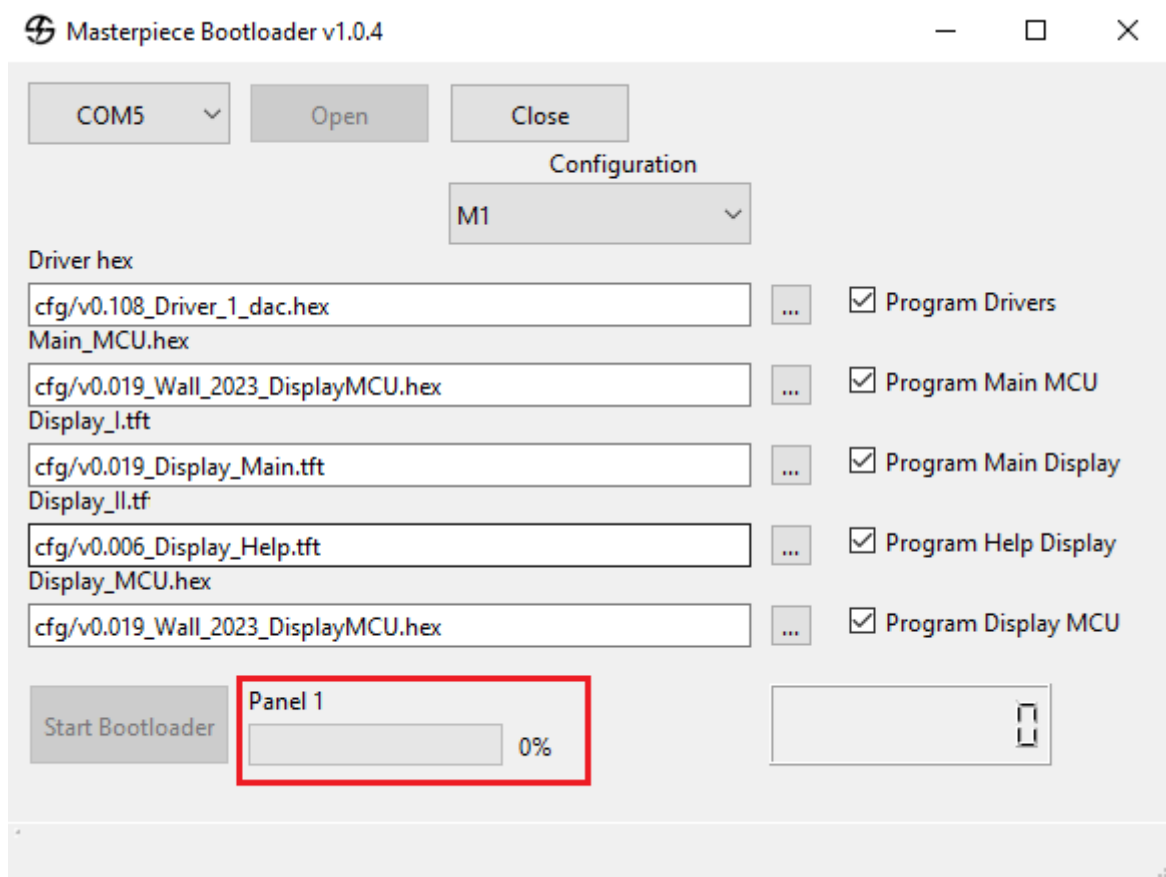 Masterpiece Bootloader v1.0.4
COM5 Open Close
Configuration
M1
Driver hex
cfg/v0.108_Driver_1_dac.hex ... Program Drivers
Main_MCU.hex
cfg/v0.019_Wall_2023_DisplayMCU.hex ... Program Main MCU
Display_I.tft
cfg/v0.019_Display_Main.tft ... Program Main Display
Display_II.tf
cfg/v0.006_Display_Help.tft ... Program Help Display
Display_MCU.hex
cfg/v0.019_Wall_2023_DisplayMCU.hex ... Program Display MCU
Panel 1
Start Bootloader 0% 0